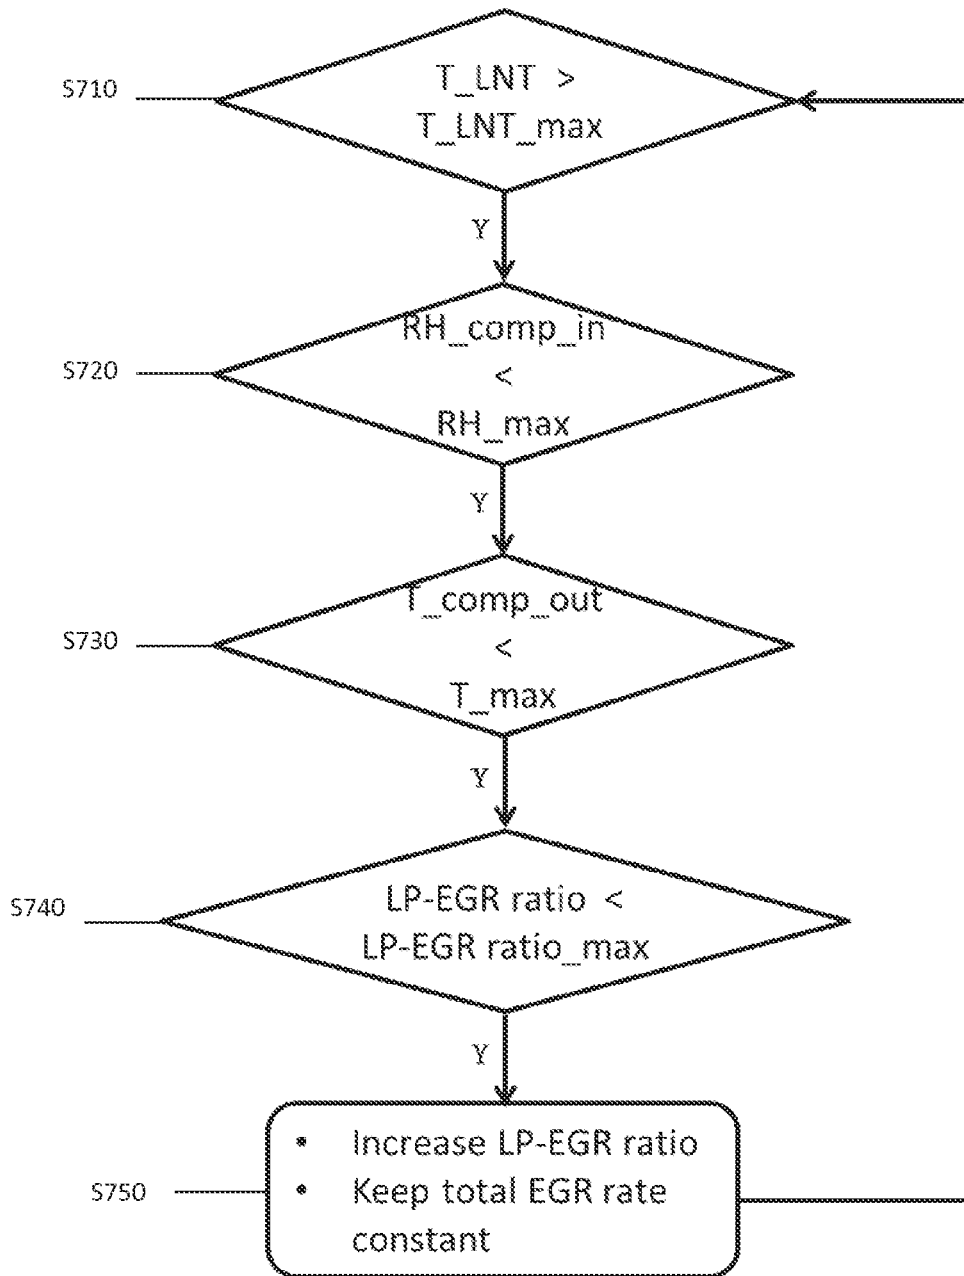 S710
T_LNT >
T_LNT_max
Y
S720
RH_comp_in
<
RH_max
Y
S730
T_comp_out
<
T_max
Y
S740
LP-EGR ratio <
LP-EGR ratio_max
Y
S750
• Increase LP-EGR ratio
• Keep total EGR rate
constant